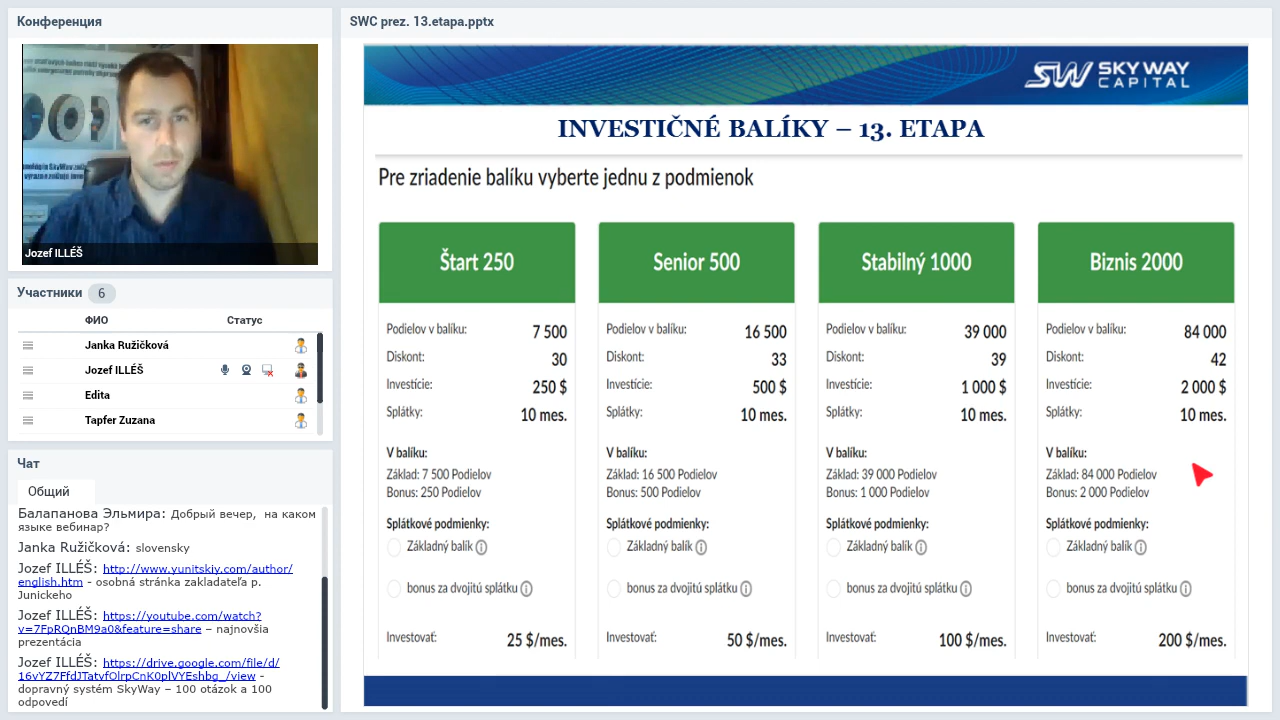 Конференция
Jozef ILLÉŠ
Участники 6
ФИО Статус
Janka Ružičková
Jozef ILLÉŠ
Edita
Tapfer Zuzana
Чат
Общий
Балапанова Эльмира: Добрый вечер, на каком
языке вебинар?
Janka Ružičková: slovensky
Jozef ILLÉŠ: http://www.yunitskiy.com/author/
english.htm - osobná stránka zakladateľa p.
Junickeho
Jozef ILLÉŠ: https://youtube.com/watch?
v=7FpRQnBM9a0&feature=share – najnovšia
prezentácia
Jozef ILLÉŠ: https://drive.google.com/file/d/
16vYZ7FfdJTatvfOlrpCnK0plVYEshbg_/view -
dopravný systém SkyWay – 100 otázok a 100
odpovedí
SWC prez. 13.etapa.pptx
SW SKY WAY
CAPITAL
INVESTIČNÉ BALÍKY – 13. ETAPA
Pre zriadenie balíku vyberte jednu z podmienok
Štart 250
Podielov v balíku: 7 500
Diskont: 30
Investície: 250 $
Splátky: 10 mes.
V balíku:
Základ: 7 500 Podielov
Bonus: 250 Podielov
Splátkové podmienky:
Základný balík
bonus za dvojitú splátku
Investovať: 25 $/mes.
Senior 500
Podielov v balíku: 16 500
Diskont: 33
Investície: 500 $
Splátky: 10 mes.
V balíku:
Základ: 16 500 Podielov
Bonus: 500 Podielov
Splátkové podmienky:
Základný balík
bonus za dvojitú splátku
Investovať: 50 $/mes.
Stabilný 1000
Podielov v balíku: 39 000
Diskont: 39
Investície: 1 000 $
Splátky: 10 mes.
V balíku:
Základ: 39 000 Podielov
Bonus: 1 000 Podielov
Splátkové podmienky:
Základný balík
bonus za dvojitú splátku
Investovať: 100 $/mes.
Biznis 2000
Podielov v balíku: 84 000
Diskont: 42
Investície: 2 000 $
Splátky: 10 mes.
V balíku:
Základ: 84 000 Podielov
Bonus: 2 000 Podielov
Splátkové podmienky:
Základný balík
bonus za dvojitú splátku
Investovať: 200 $/mes.